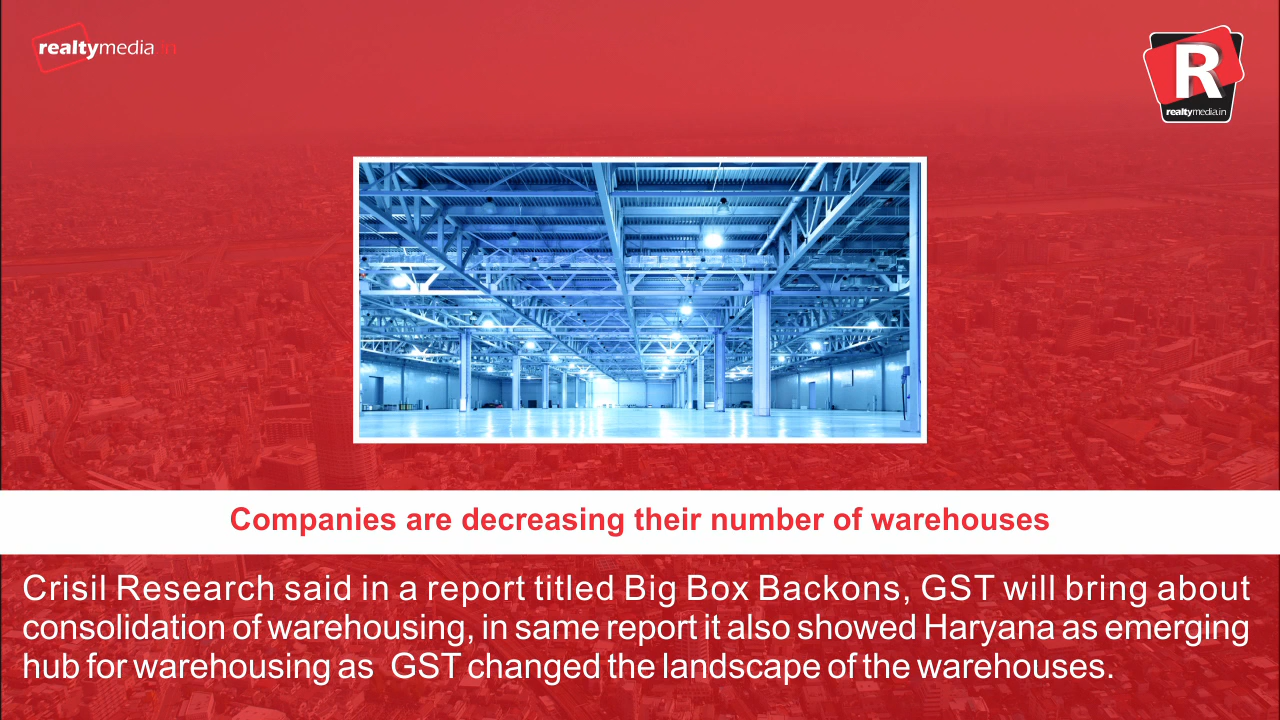 realtymedia.in
R
realtymedia.in
Companies are decreasing their number of warehouses
Crisil Research said in a report titled Big Box Backons, GST will bring about
consolidation of warehousing, in same report it also showed Haryana as emerging
hub for warehousing as  GST changed the landscape of the warehouses.